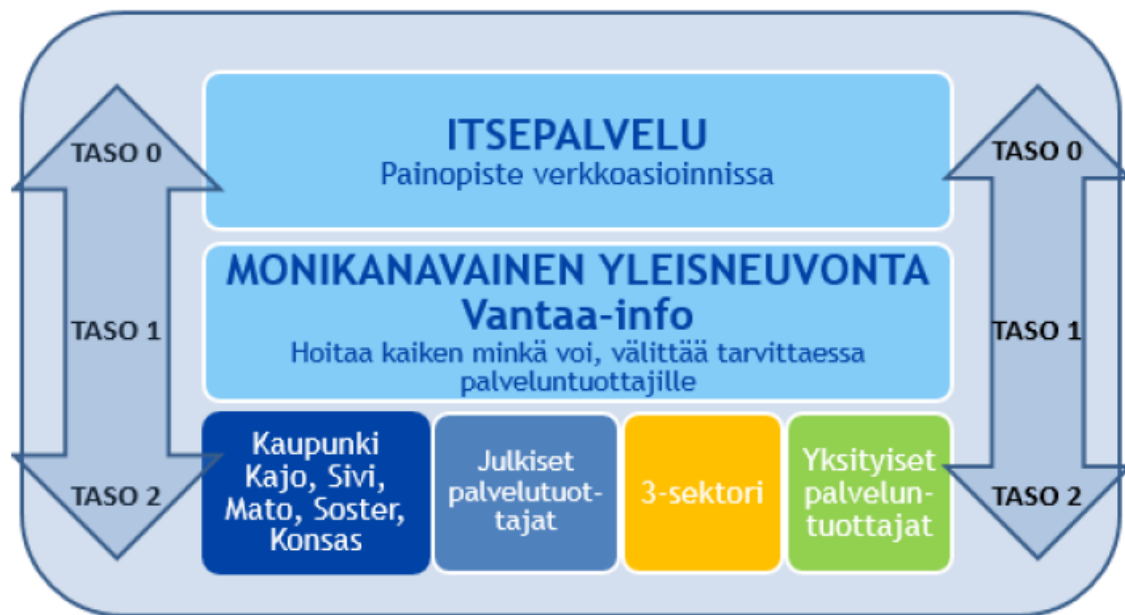 TASO 0
ITSEPALVELU
Painopiste verkkoasioinnissa
TASO 0
TASO 1
MONIKANAVAINEN YLEISNEUVONTA
Vantaa-info
Hoitaa kaiken minkä voi, välittää tarvittaessa
palveluntuottajille
TASO 1
TASO 2
Kaupunki
Kajo, Sivi,
Mato, Soster,
Konsas
Julkiset
palvelutuot-
tajat
3-sektori
Yksityiset
palvelun-
tuottajat
TASO 2